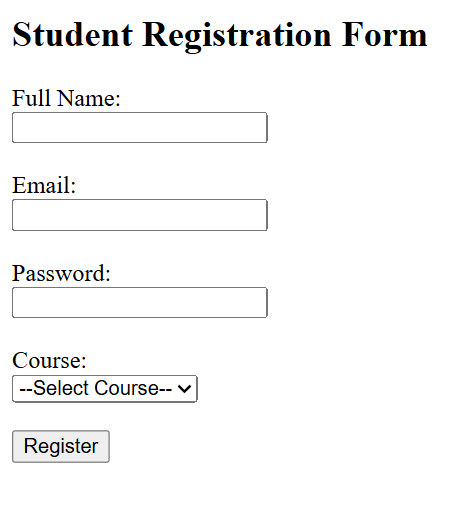 Student Registration Form
Full Name:
Email:
Password:
Course:
--Select Course--
Register